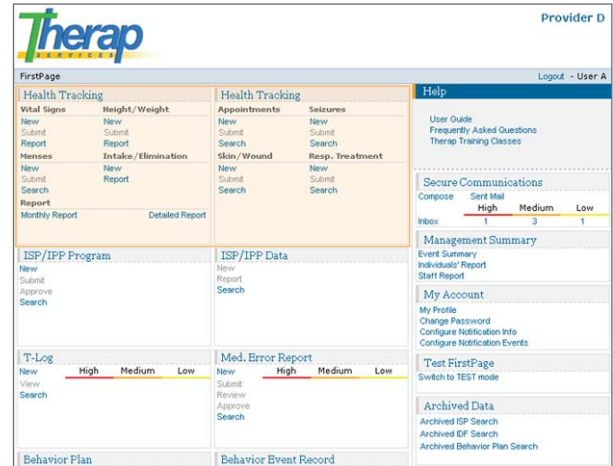 Therap
SERVICES
Provider D
FirstPage
Logout - User A
Health Tracking
Vital Signs Height/Weight
New New
Submit Submit
Report Report
Menses Intake/Elimination
New New
Submit Report
Search
Report
Monthly Report Detailed Report
Health Tracking
Appointments Seizures
New New
Submit Submit
Search Search
Skin/Wound Resp. Treatment
New New
Submit Submit
Search Search
Help
User Guide
Frequently Asked Questions
Therap Training Classes
Secure Communications
Compose Sent Mail
High Medium Low
Inbox 1 3 1
Management Summary
Event Summary
Individuals' Report
Staff Report
My Account
My Profile
Change Password
Configure Notification Info
Configure Notification Events
Test FirstPage
Switch to TEST mode
Archived Data
Archived ISP Search
Archived IDF Search
Archived Behavior Plan Search
ISP/IPP Program
New
Submit
Approve
Search
ISP/IPP Data
New
Report
Search
T-Log
New High Medium Low
View
Search
Med. Error Report
New High Medium Low
Submit
Review
Approve
Search
Behavior Plan
Behavior Event Record